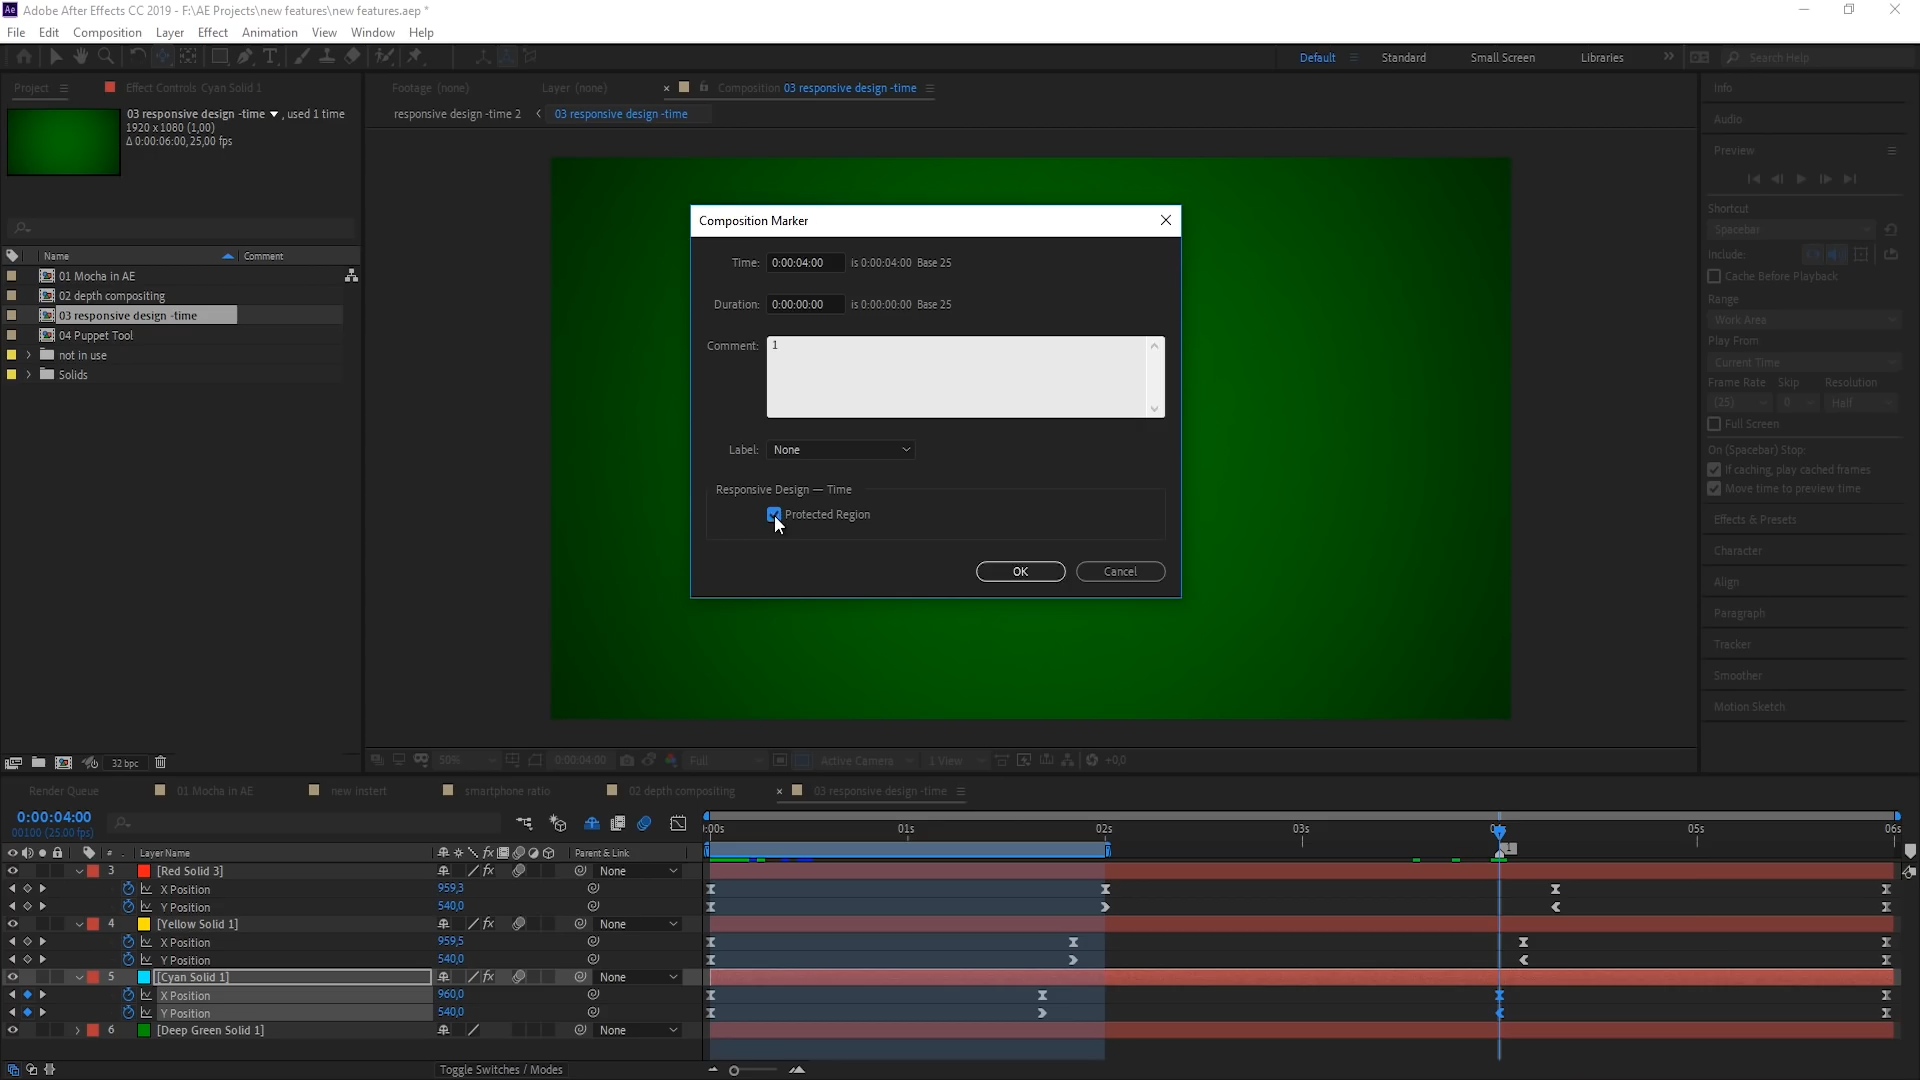 Ae Adobe After Effects CC 2019 - F:\AE Projects\new features\new features.aep *
File Edit Composition Layer Effect Animation View Window Help
Default Standard Small Screen Libraries Search Help
Project Effect Controls Cyan Solid 1
Footage (none) Layer (none) Composition 03 responsive design -time
responsive design -time 2 03 responsive design -time
03 responsive design -time , used 1 time
1920 x 1080 (1,00)
Δ 0:00:06:00, 25,00 fps
Name Comment
01 Mocha in AE
02 depth compositing
03 responsive design -time
04 Puppet Tool
not in use
Solids
32 bpc
Composition Marker
Time: 0:00:04:00 is 0:00:04:00 Base 25
Duration: 0:00:00:00 is 0:00:00:00 Base 25
Comment: 1
Label: None
Responsive Design — Time
Protected Region
OK Cancel
50% 0:00:04:00 Full Active Camera 1 View +0,0
Info
Audio
Preview
Shortcut
Spacebar
Include:
Cache Before Playback
Range
Work Area
Play From
Current Time
Frame Rate Skip Resolution
(25) 0 Half
Full Screen
On (Spacebar) Stop:
If caching, play cached frames
Move time to preview time
Effects & Presets
Character
Align
Paragraph
Tracker
Smoother
Motion Sketch
Render Queue 01 Mocha in AE new instert smartphone ratio 02 depth compositing 03 responsive design -time
0:00:04:00
00100 (25.00 fps)
:00s 01s 02s 03s 05s 06s
1
# Layer Name fx Parent & Link
3 [Red Solid 3] fx None
X Position 959,3
Y Position 540,0
4 [Yellow Solid 1] fx None
X Position 959,5
Y Position 540,0
5 [Cyan Solid 1] fx None
X Position 960,0
Y Position 540,0
6 [Deep Green Solid 1] None
Toggle Switches / Modes